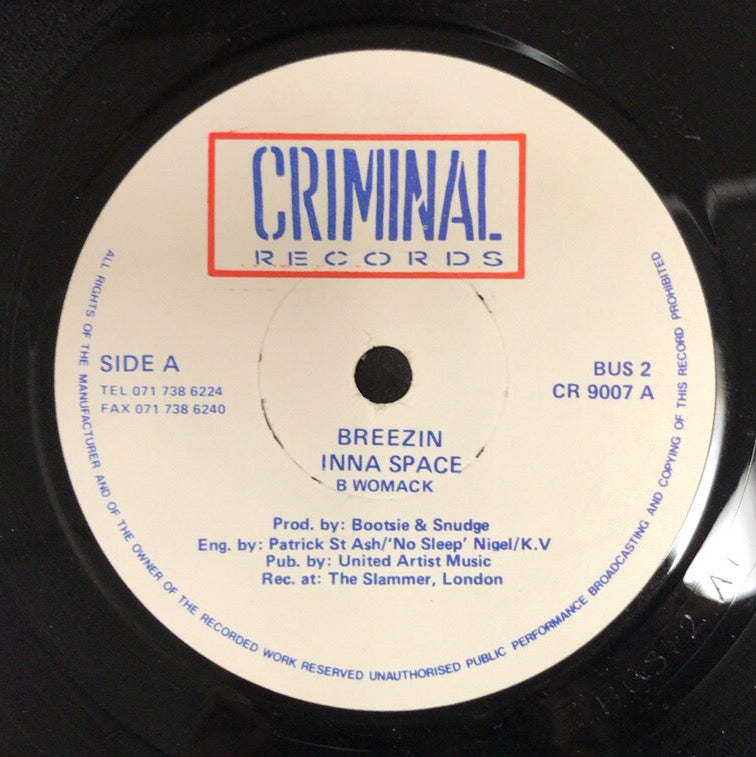 CRIMINAL
RECORDS
SIDE A
TEL 071 738 6224
FAX 071 738 6240
BUS 2
CR 9007 A
BREEZIN
INNA SPACE
B WOMACK
Prod. by: Bootsie & Snudge
Eng. by: Patrick St Ash/'No Sleep' Nigel/K.V
Pub. by: United Artist Music
Rec. at: The Slammer, London
ALL RIGHTS OF THE MANUFACTURER AND OF THE OWNER OF THE RECORDED WORK RESERVED UNAUTHORISED PUBLIC PERFORMANCE BROADCASTING AND COPYING OF THIS RECORD PROHIBITED